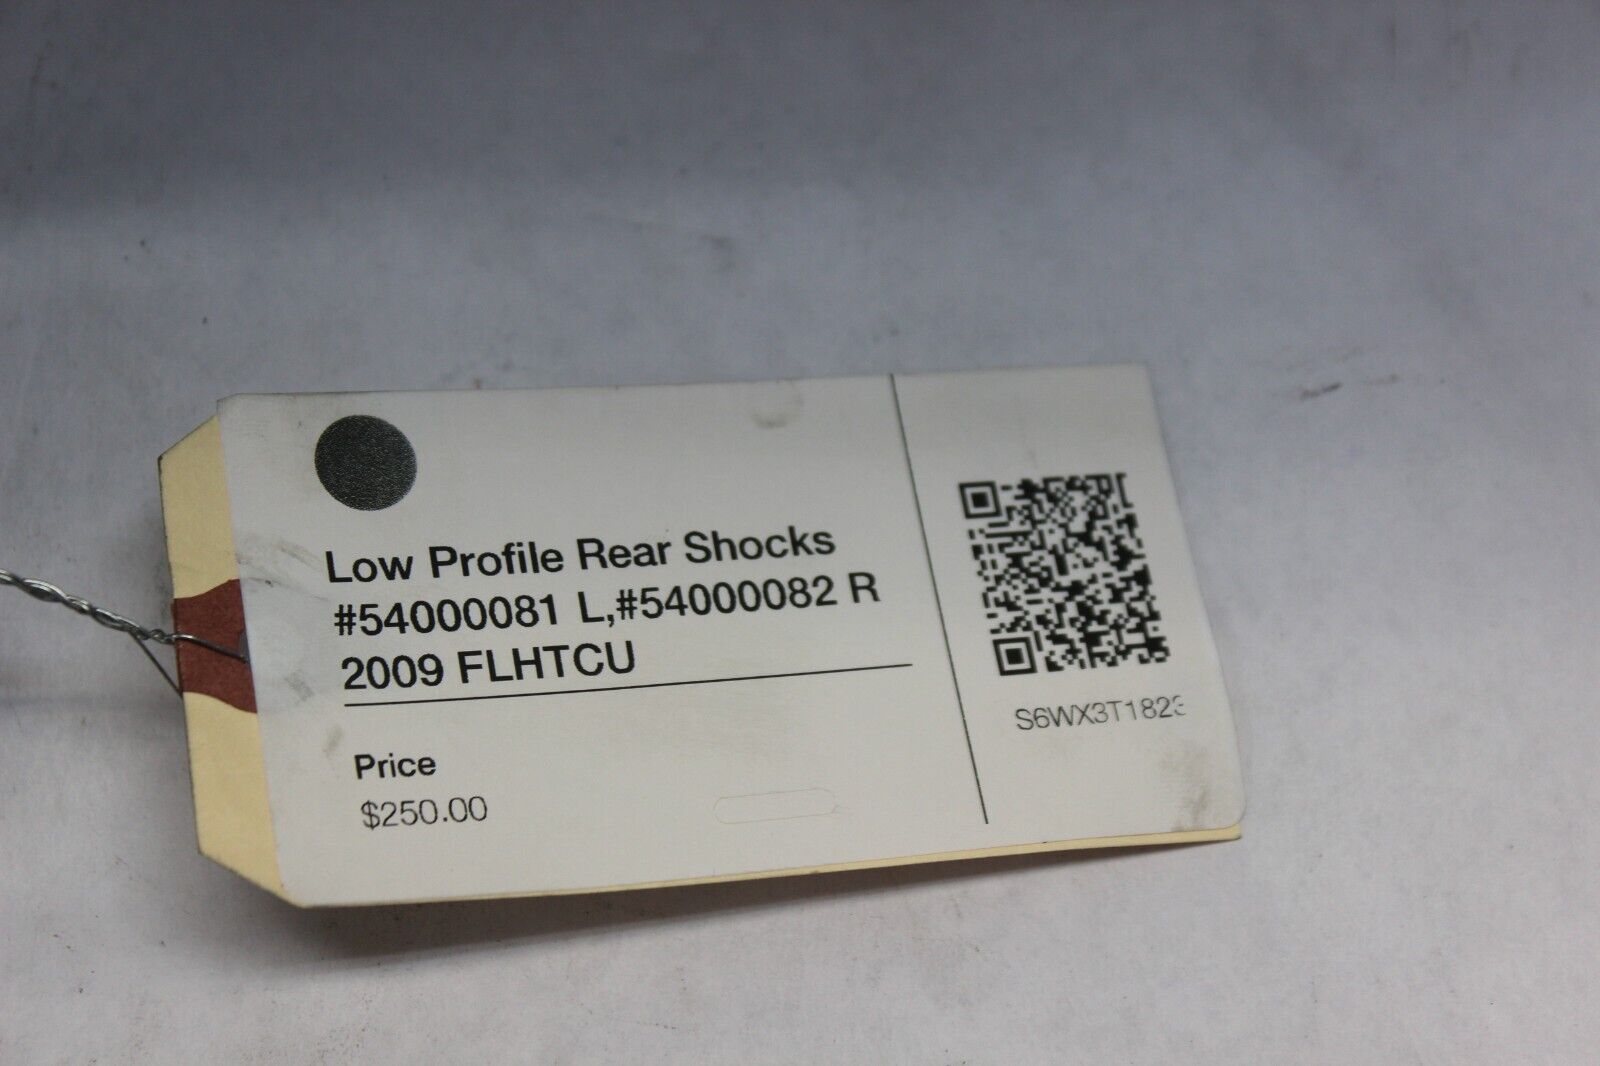 Low Profile Rear Shocks
#54000081 L,#54000082 R
2009 FLHTCU
Price
$250.00
S6WX3T1823